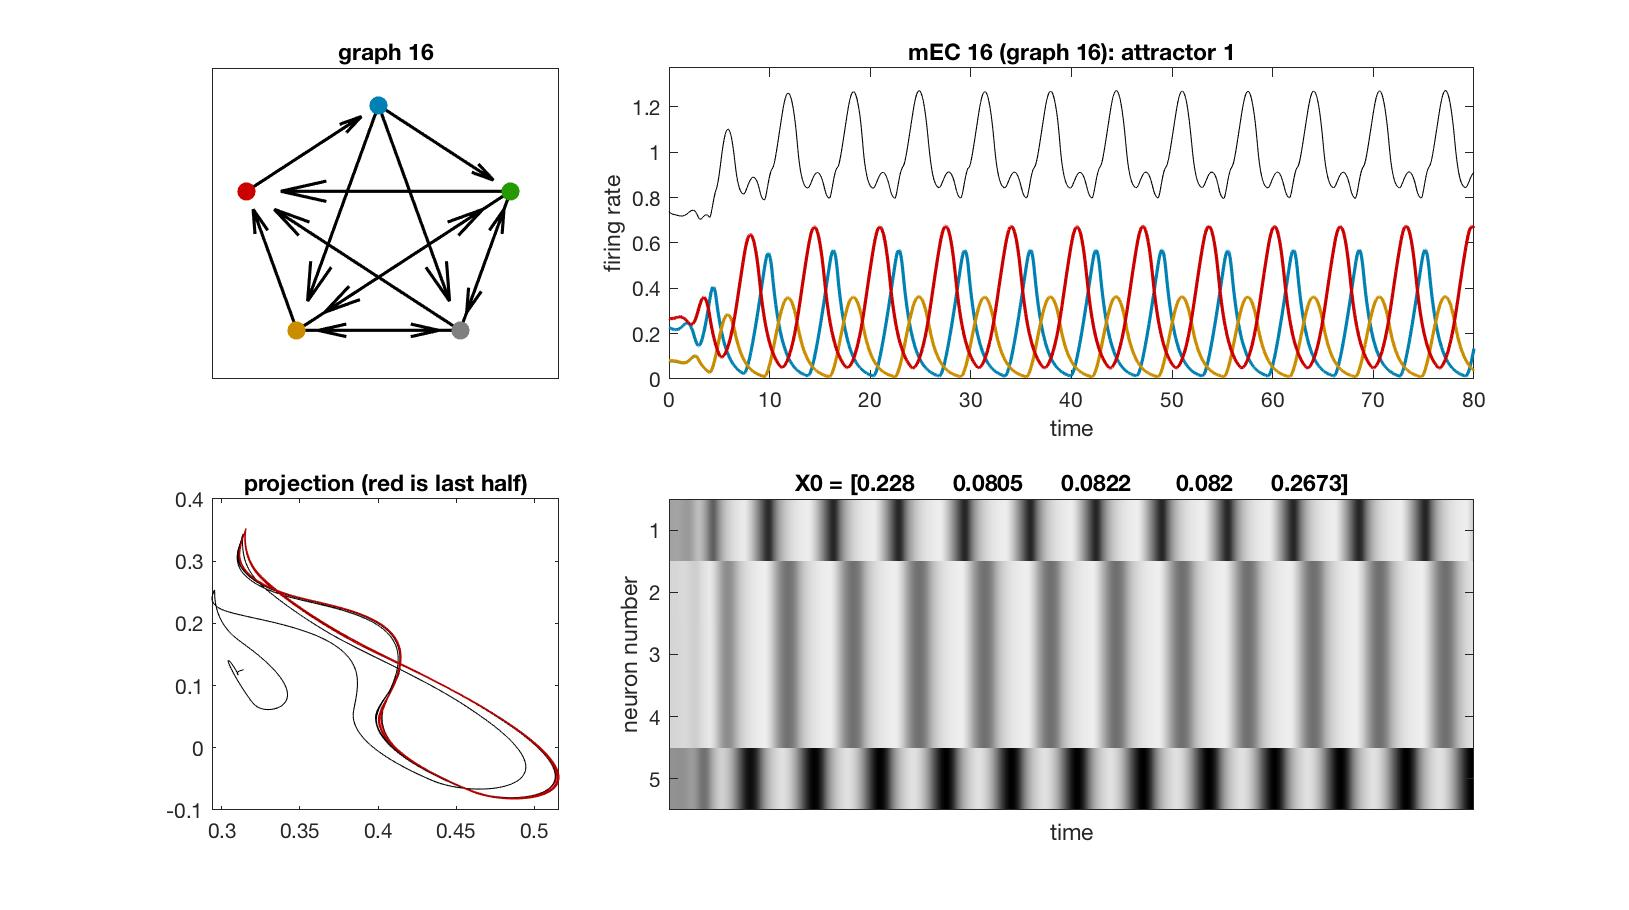 graph 16
mEC 16 (graph 16): attractor 1
firing rate
1.2
1
0.8
0.6
0.4
0.2
0
0 10 20 30 40 50 60 70 80
time
projection (red is last half)
0.4
0.3
0.2
0.1
0
-0.1
0.3 0.35 0.4 0.45 0.5
X0 = [0.228 0.0805 0.0822 0.082 0.2673]
neuron number
1
2
3
4
5
time